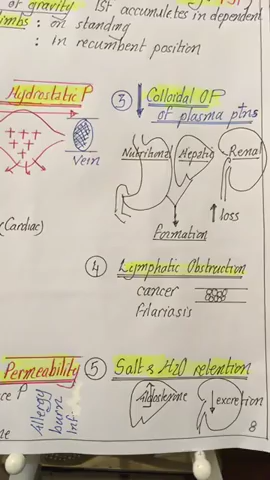 of gravity: 1st accumuletes in dependent
limbs: on standing
: in recumbent position
Hydrostatic P
Vein
(Cardiac)
Permeability
Allergy
burn
Inf.
③ ↓ Colloidal OP
of plasma ptns
Nutritional Hepatic Renal
↑ loss
Formation
④ Lymphatic Obstruction
cancer
Filariasis
⑤ Salt & H2O retention
↑Aldosterone ↓ excretion
8